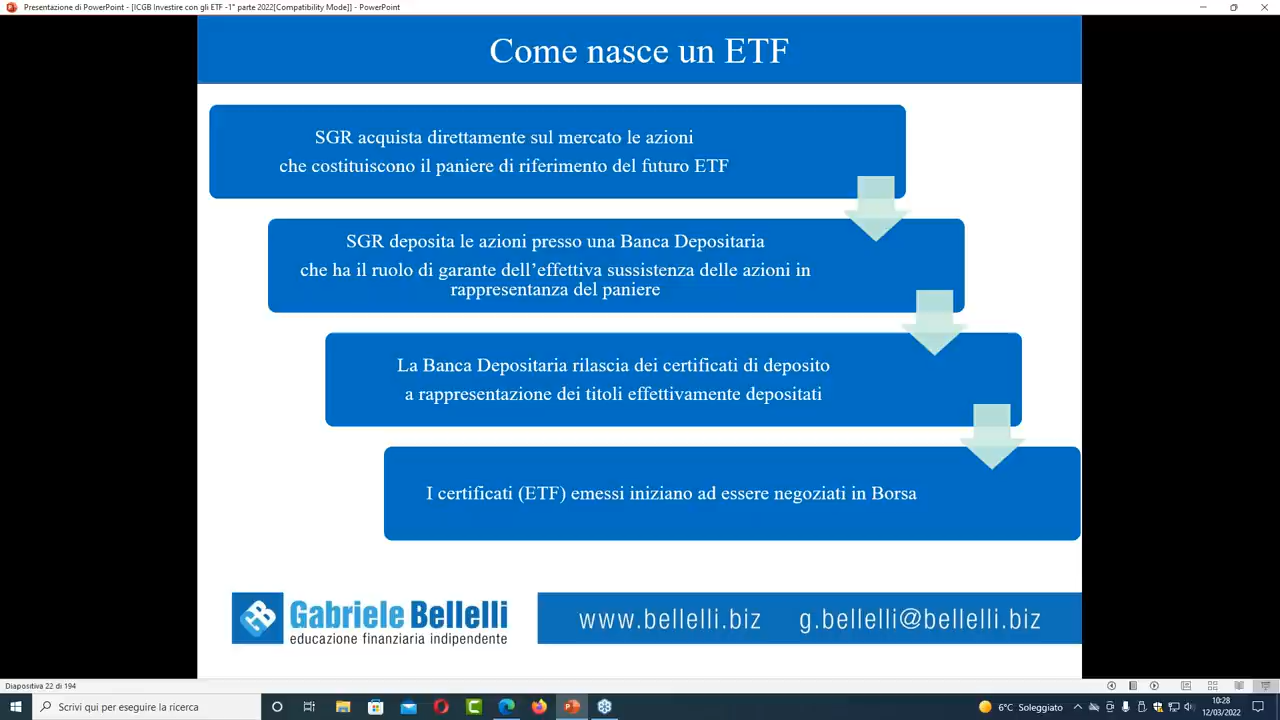 Presentazione di PowerPoint - [ICGB Investire con gli ETF -1° parte 2022[Compatibility Mode]] - PowerPoint
Come nasce un ETF
SGR acquista direttamente sul mercato le azioni
che costituiscono il paniere di riferimento del futuro ETF
SGR deposita le azioni presso una Banca Depositaria
che ha il ruolo di garante dell'effettiva sussistenza delle azioni in
rappresentanza del paniere
La Banca Depositaria rilascia dei certificati di deposito
a rappresentazione dei titoli effettivamente depositati
I certificati (ETF) emessi iniziano ad essere negoziati in Borsa
Gabriele Bellelli
educazione finanziaria indipendente
www.bellelli.biz g.bellelli@bellelli.biz
Diapositiva 22 di 194
Scrivi qui per eseguire la ricerca
6°C Soleggiato
10:28
12/03/2022